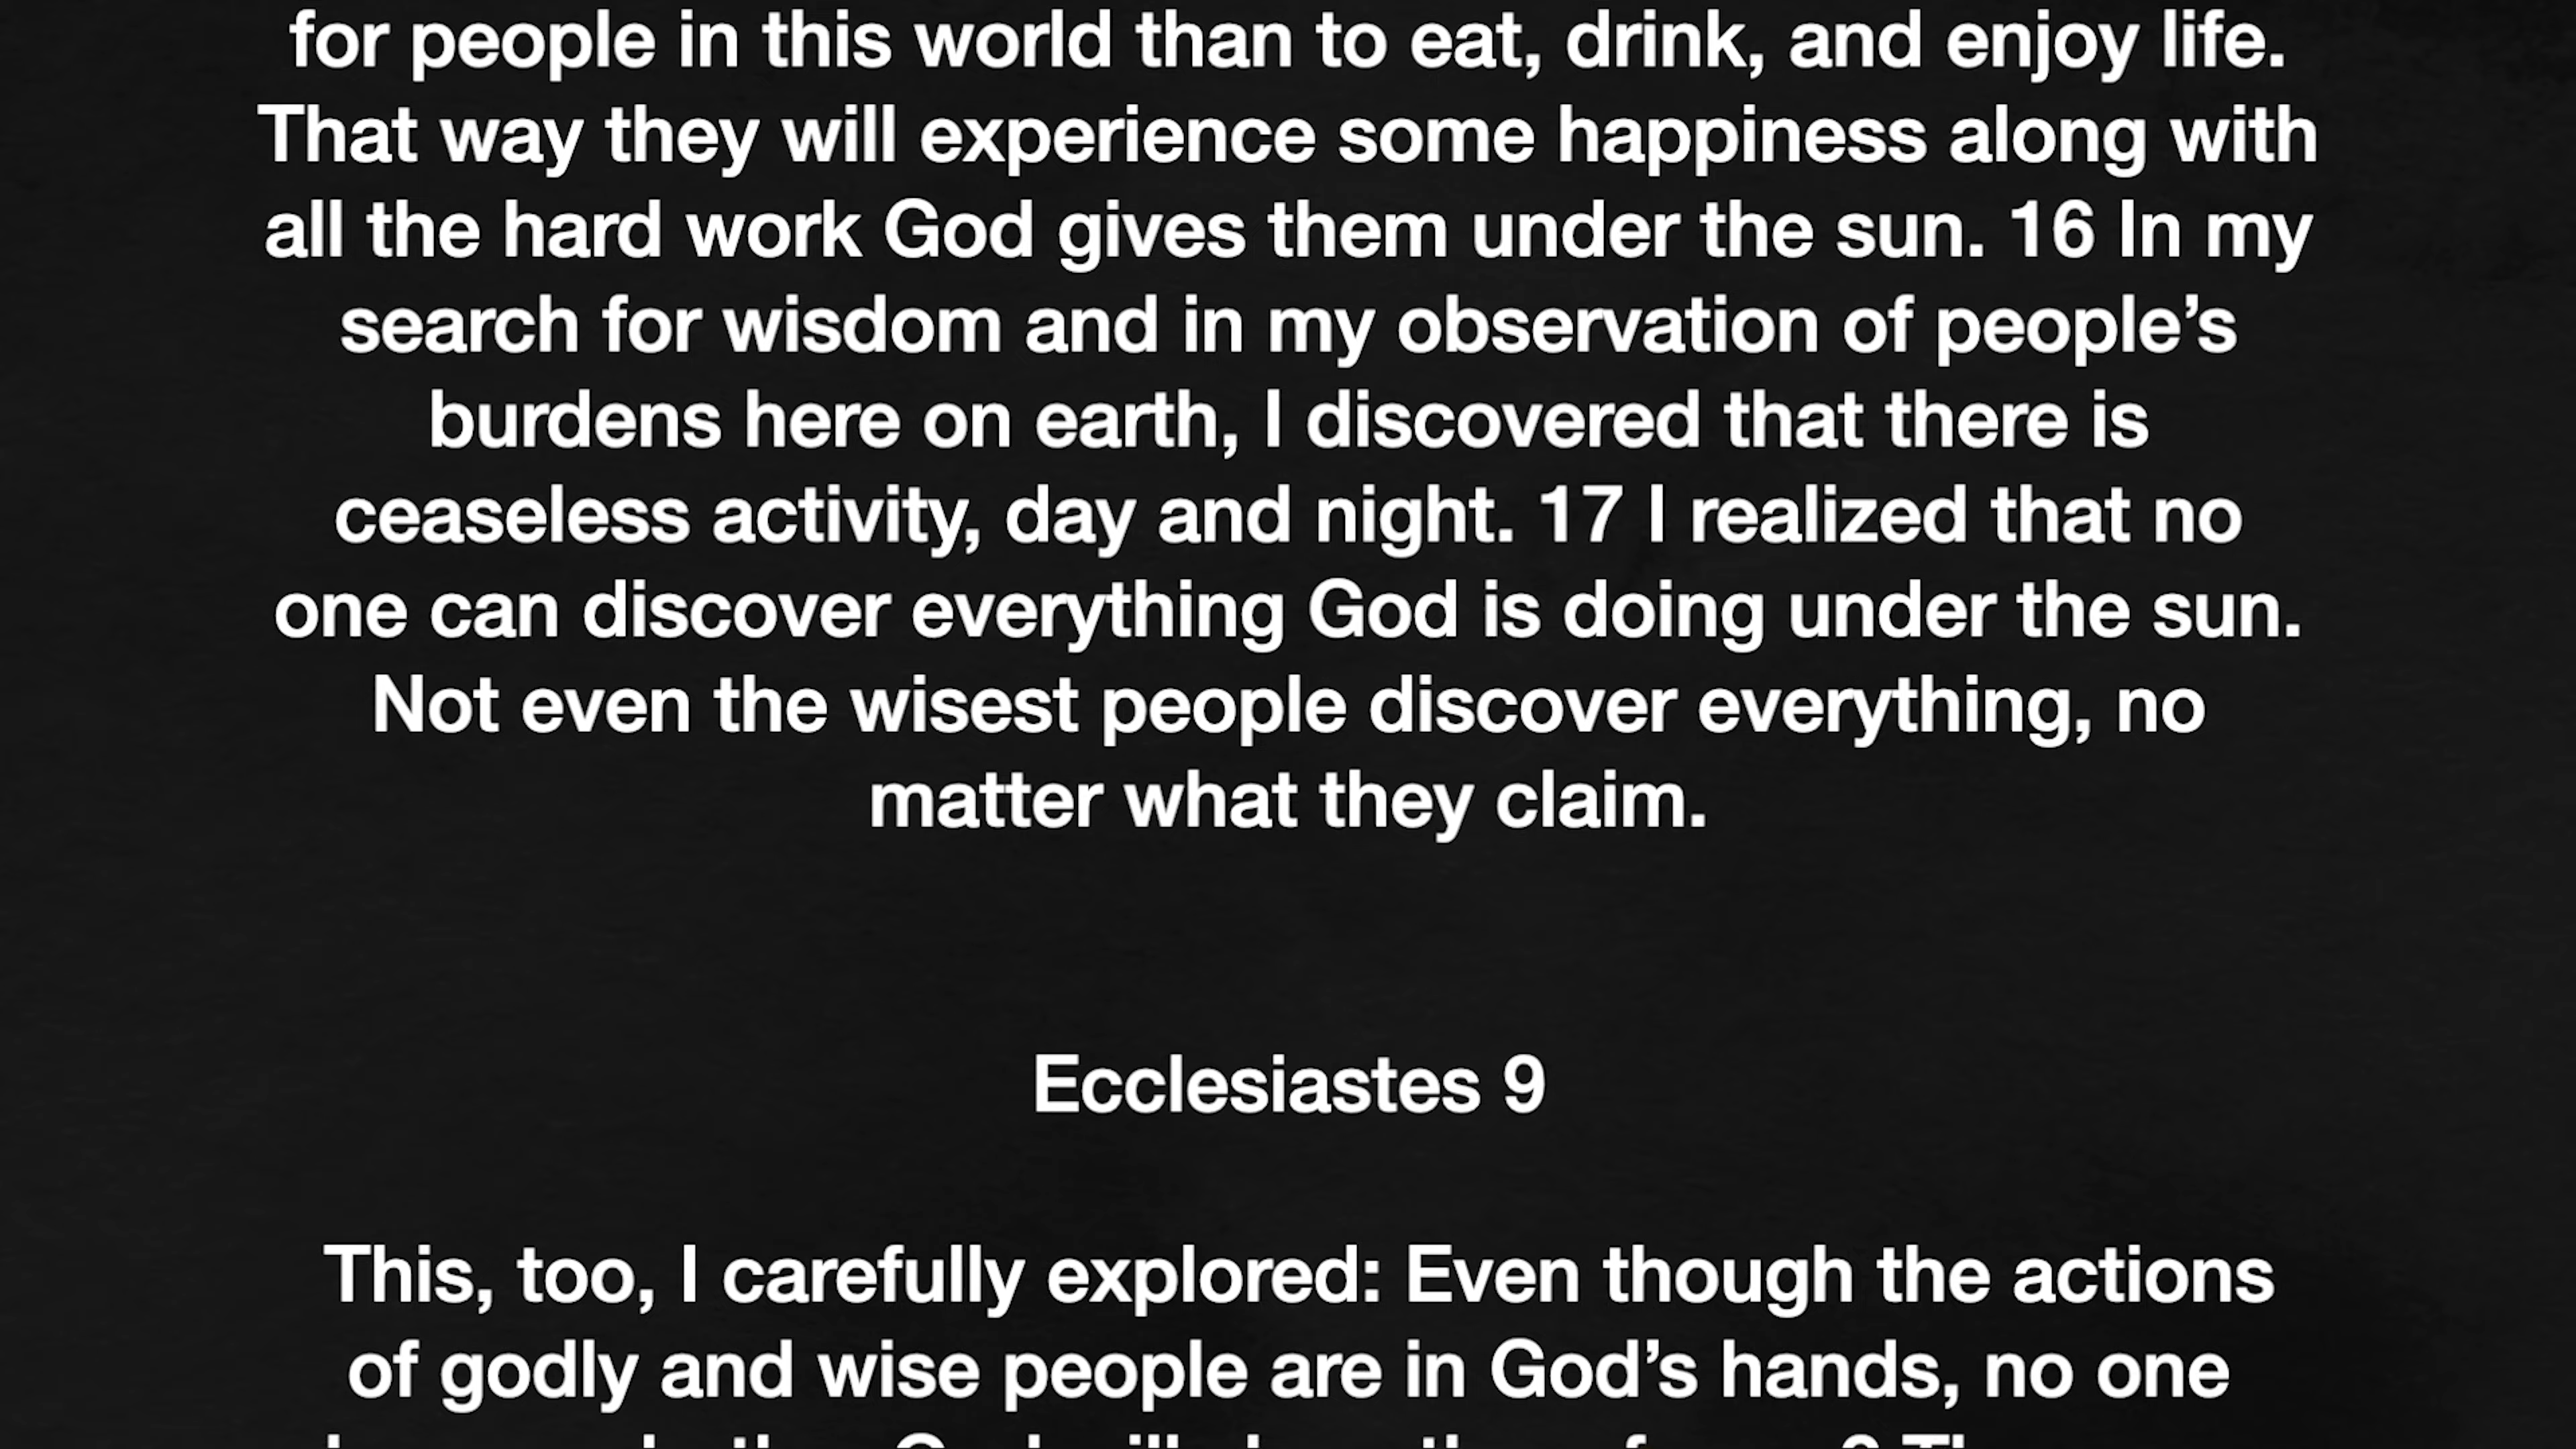 for people in this world than to eat, drink, and enjoy life.
That way they will experience some happiness along with
all the hard work God gives them under the sun. 16 In my
search for wisdom and in my observation of people’s
burdens here on earth, I discovered that there is
ceaseless activity, day and night. 17 I realized that no
one can discover everything God is doing under the sun.
Not even the wisest people discover everything, no
matter what they claim.
Ecclesiastes 9
This, too, I carefully explored: Even though the actions
of godly and wise people are in God’s hands, no one